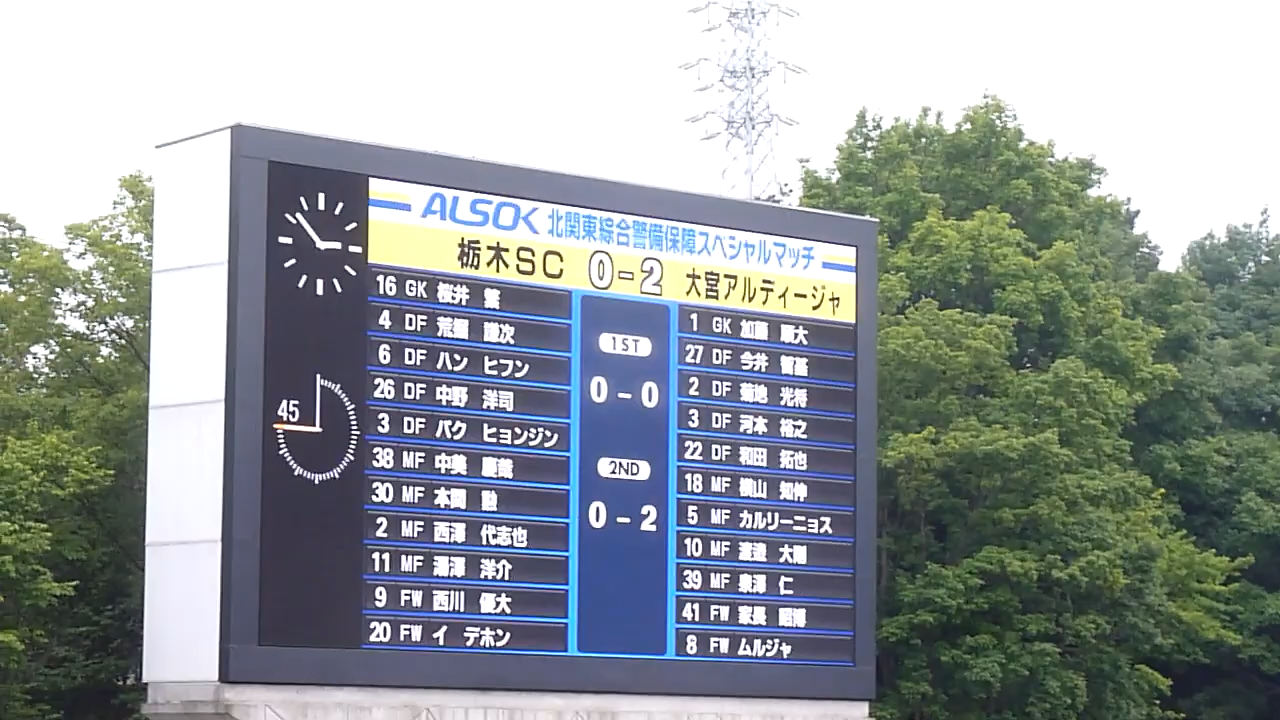 ALSOK 北関東綜合警備保障スペシャルマッチ
栃木SC 0-2 大宮アルディージャ
16 GK 桜井 繁
4 DF 荒堀 謙次
6 DF ハン ヒフン
26 DF 中野 洋司
3 DF パク ヒョンジン
38 MF 中美 慶哉
30 MF 本間 勲
2 MF 西澤 代志也
11 MF 湯澤 洋介
9 FW 西川 優大
20 FW イ デホン
1ST
0-0
2ND
0-2
1 GK 加藤 順大
27 DF 今井 智基
2 DF 菊地 光将
3 DF 河本 裕之
22 DF 和田 拓也
18 MF 横山 知伸
5 MF カルリーニョス
10 MF 渡邉 大剛
39 MF 泉澤 仁
41 FW 家長 昭博
8 FW ムルジャ
45